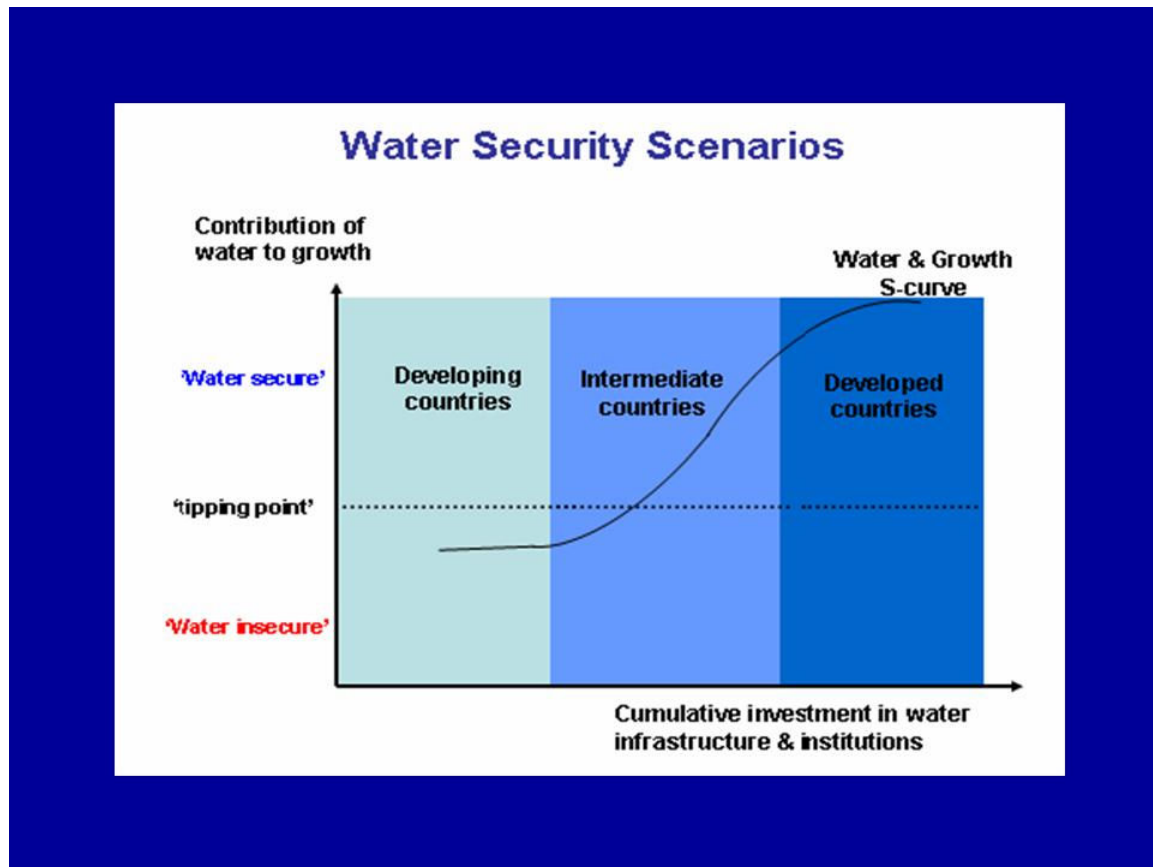 Water Security Scenarios
Contribution of
water to growth
Water & Growth
S-curve
'Water secure'
Developing
countries
Intermediate
countries
Developed
countries
'tipping point'
'Water insecure'
Cumulative investment in water
infrastructure & institutions